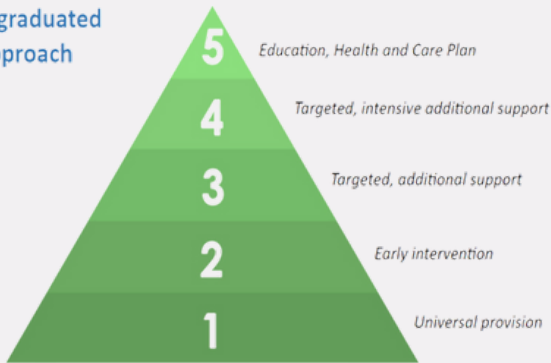 graduated
proach
5 Education, Health and Care Plan
4 Targeted, intensive additional support
3 Targeted, additional support
2 Early intervention
1 Universal provision